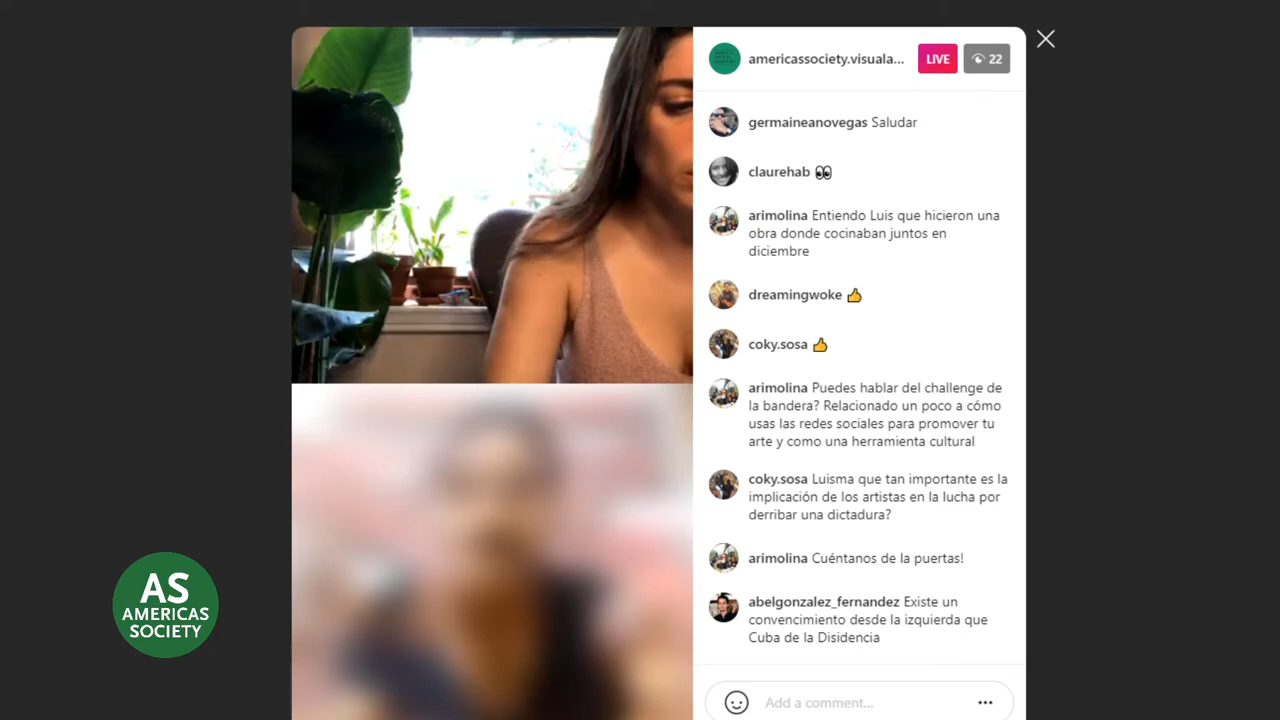 americassociety.visuala...
LIVE
22
germaineanovegas Saludar
claurehab
arimolina Entiendo Luis que hicieron una
obra donde cocinaban juntos en
diciembre
dreamingwoke
coky.sosa
arimolina Puedes hablar del challenge de
la bandera? Relacionado un poco a cómo
usas las redes sociales para promover tu
arte y como una herramienta cultural
coky.sosa Luisma que tan importante es la
implicación de los artistas en la lucha por
derribar una dictadura?
arimolina Cuéntanos de la puertas!
abelgonzalez_fernandez Existe un
convencimiento desde la izquierda que
Cuba de la Disidencia
Add a comment...
AS
AMERICAS
SOCIETY